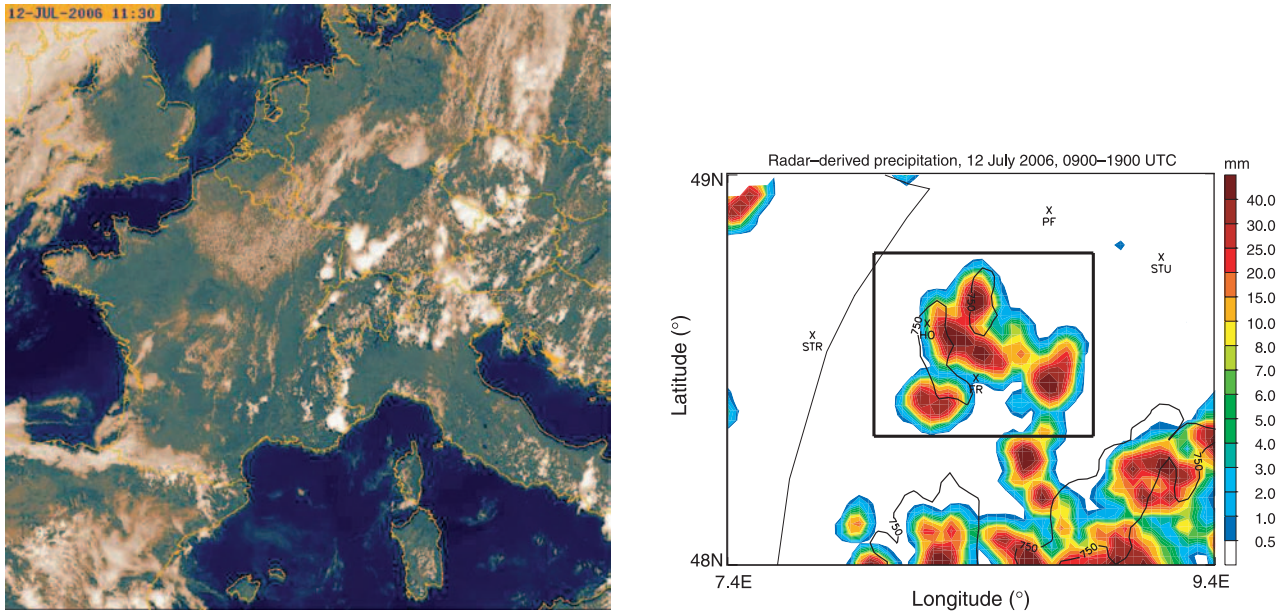 12-JUL-2006 11:30
Radar-derived precipitation, 12 July 2006, 0900-1900 UTC
mm
49N
40.0
30.0
25.0
20.0
15.0
10.0
8.0
7.0
6.0
5.0
4.0
3.0
2.0
1.0
0.5
x
PF
x
STU
750
x
HO
x
STR
x
FR
750
750
750
48N
7.4E
9.4E
Latitude (°)
Longitude (°)